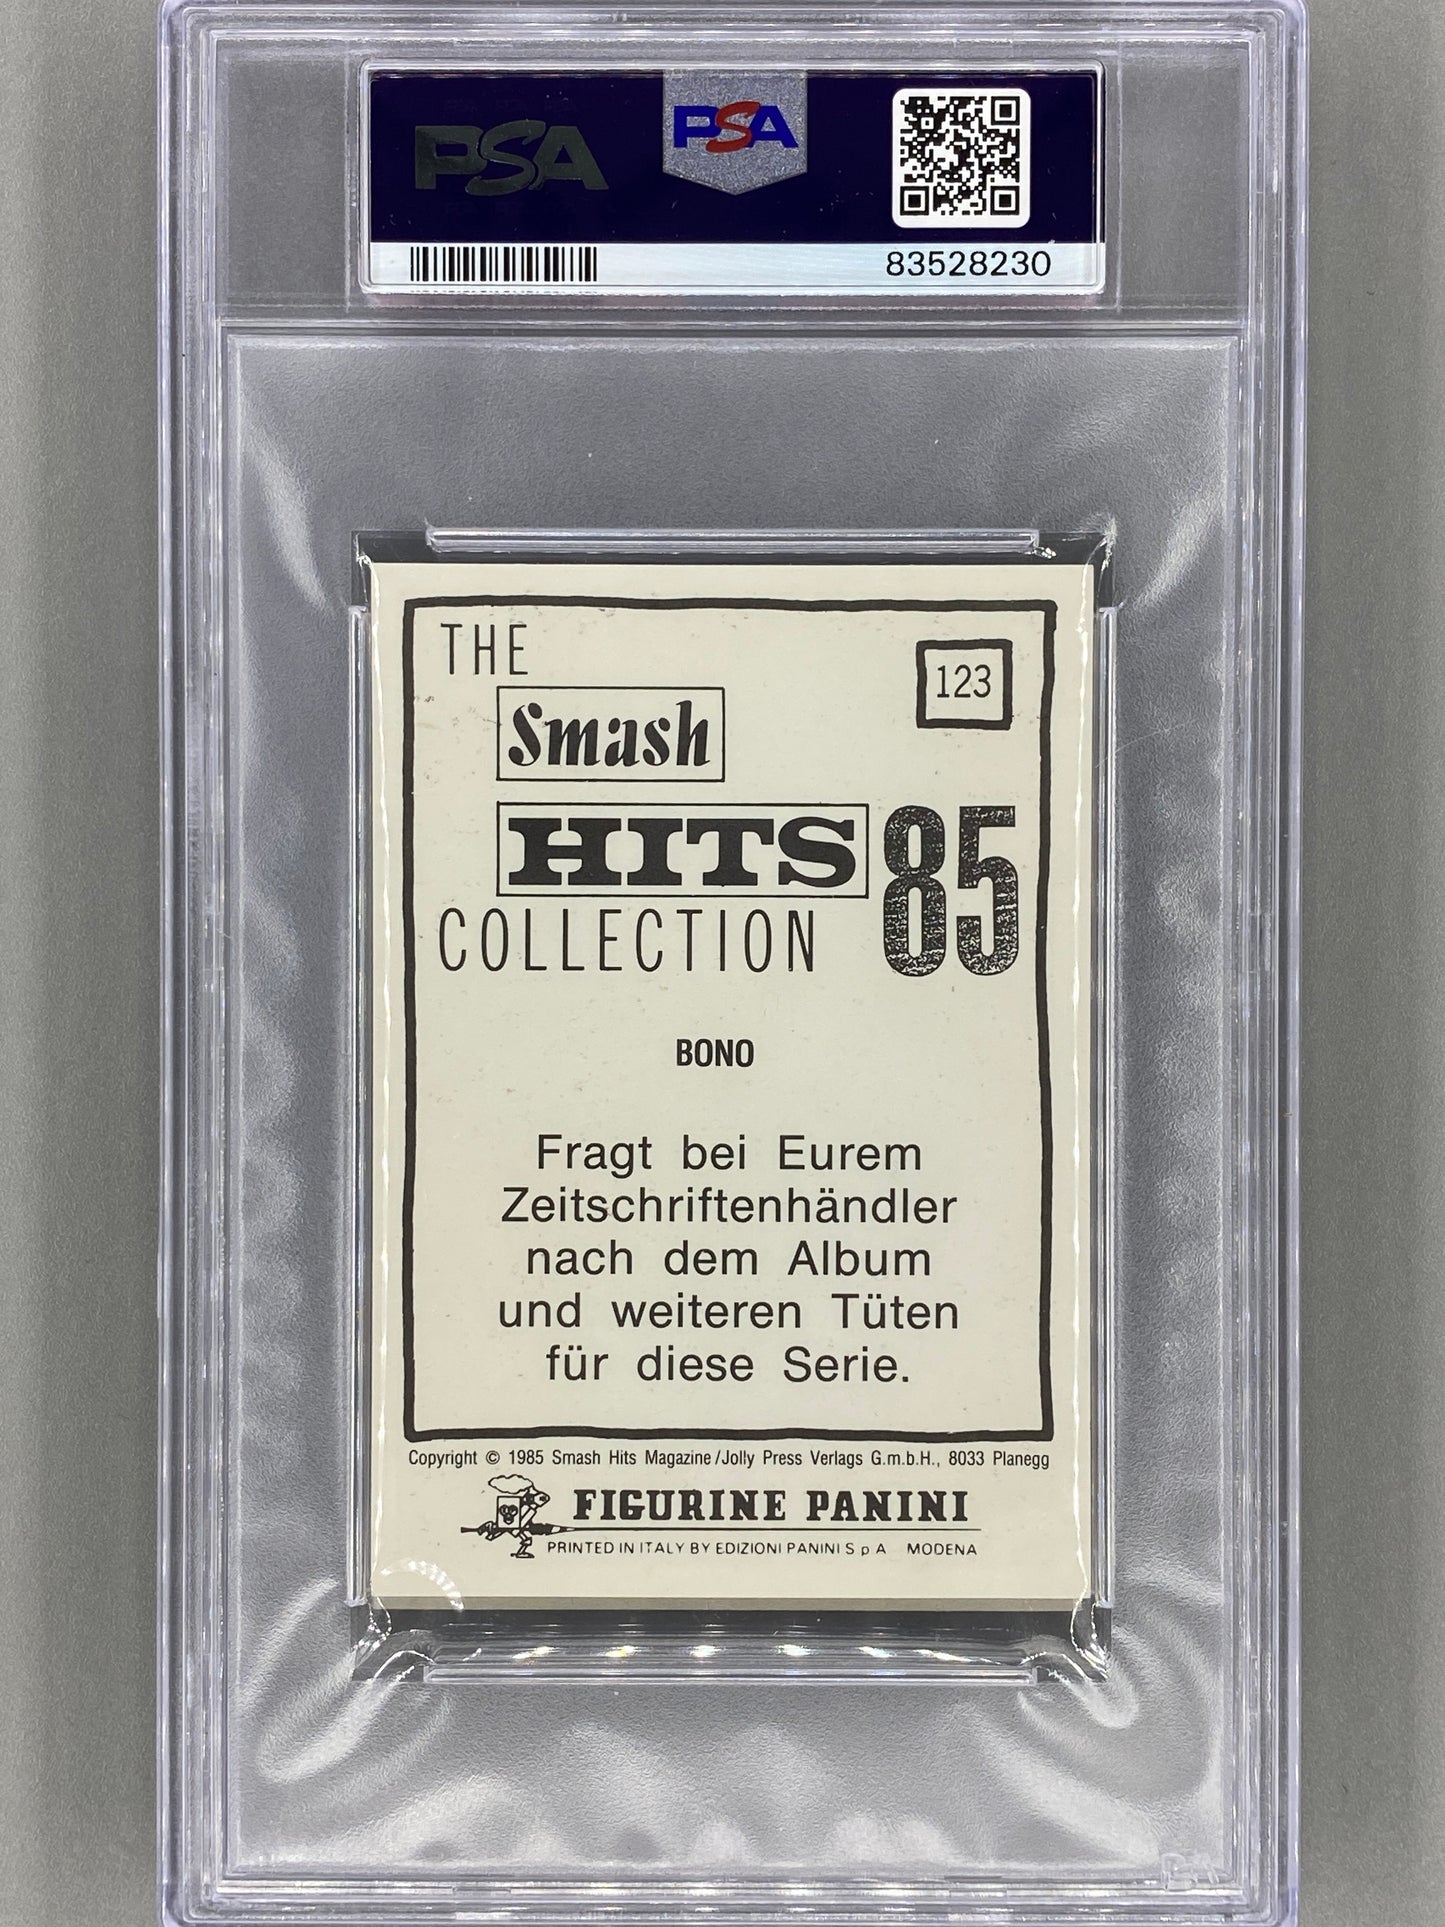 PSA
PSA
83528230
THE
123
Smash
HITS
85
COLLECTION
BONO
Fragt bei Eurem
Zeitschriftenhändler
nach dem Album
und weiteren Tüten
für diese Serie.
Copyright © 1985 Smash Hits Magazine/Jolly Press Verlags G.m.b.H., 8033 Planegg
FIGURINE PANINI
PRINTED IN ITALY BY EDIZIONI PANINI S p A MODENA
PSA